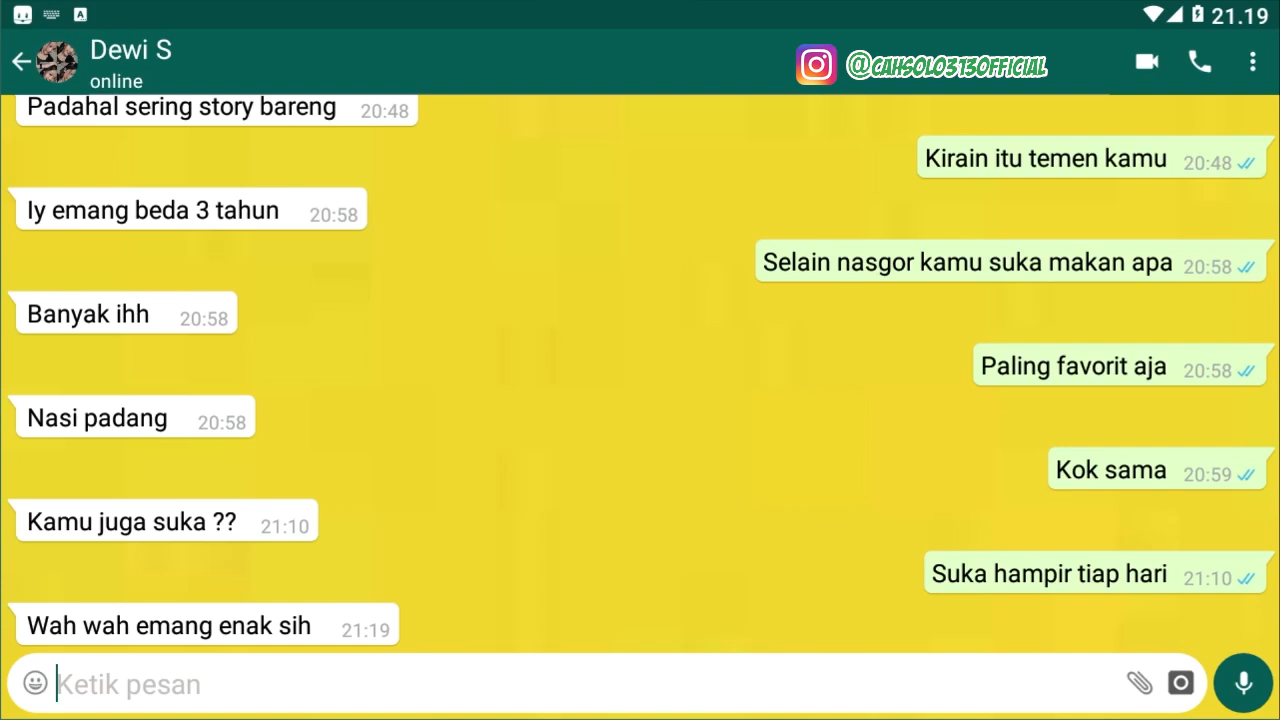 21.19
Dewi S
online
@CAHSOLO313OFFICIAL
Padahal sering story bareng 20:48
Kirain itu temen kamu 20:48
Iy emang beda 3 tahun 20:58
Selain nasgor kamu suka makan apa 20:58
Banyak ihh 20:58
Paling favorit aja 20:58
Nasi padang 20:58
Kok sama 20:59
Kamu juga suka ?? 21:10
Suka hampir tiap hari 21:10
Wah wah emang enak sih 21:19
Ketik pesan